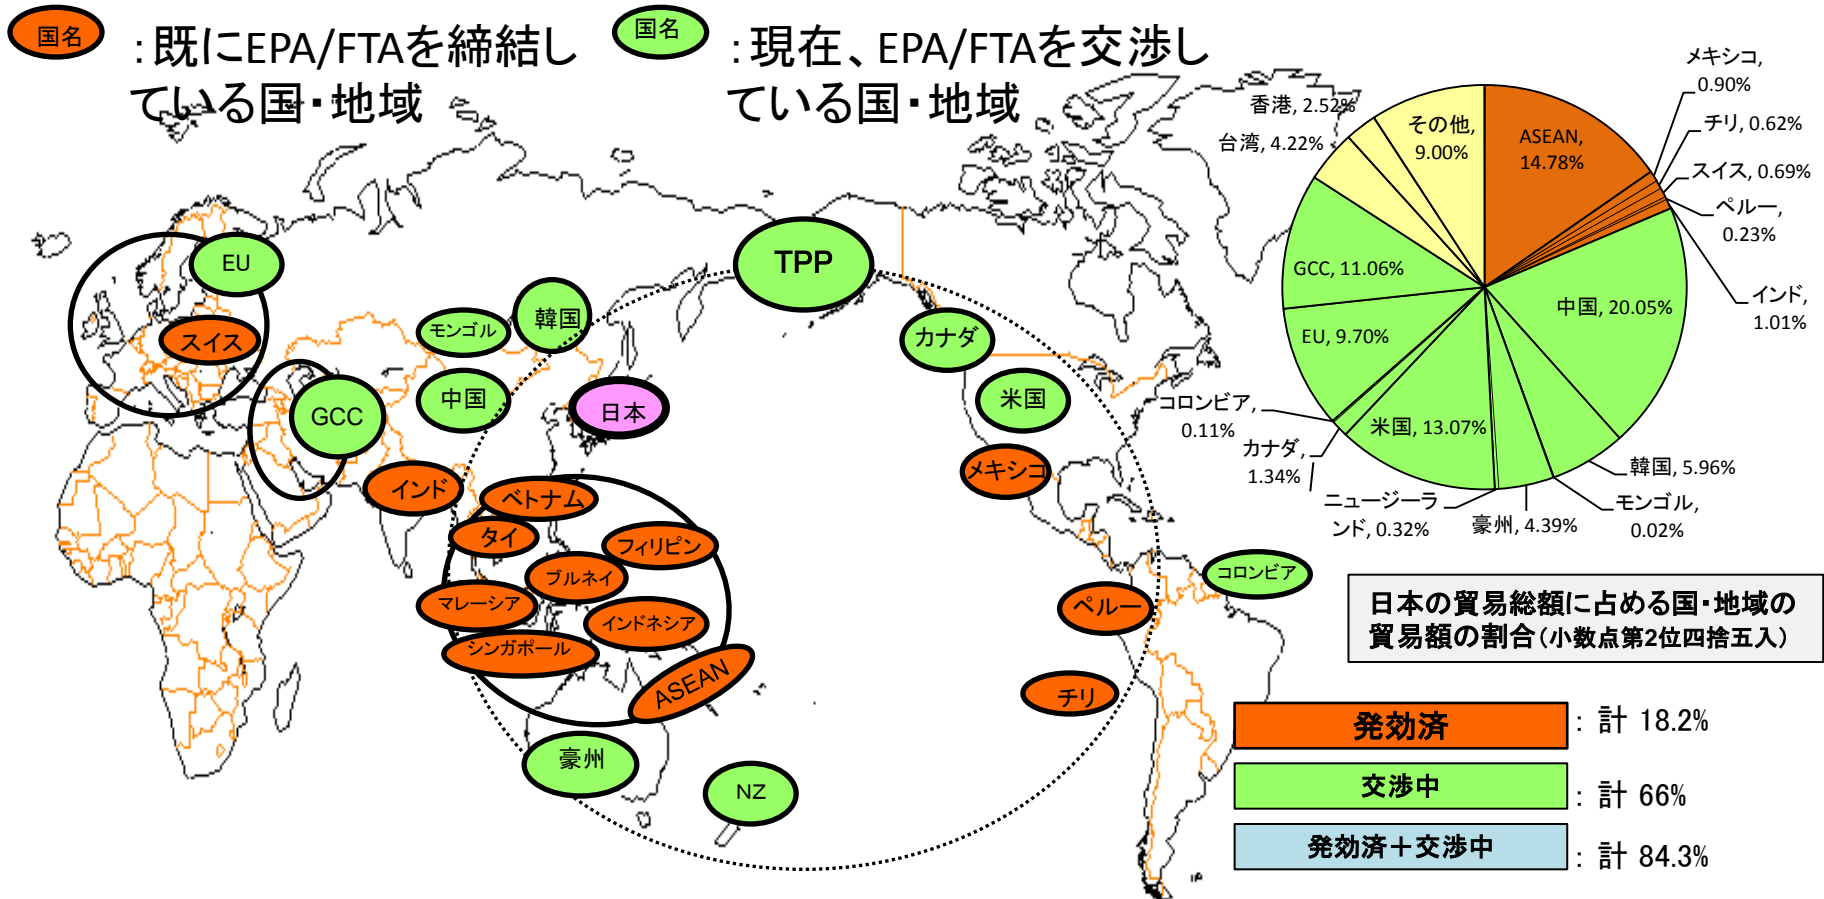 国名
：既にEPA/FTAを締結し
ている国・地域
国名
：現在、EPA/FTAを交渉し
ている国・地域
TPP
EU
スイス
GCC
モンゴル
韓国
中国
日本
インド
ベトナム
タイ
フィリピン
ブルネイ
マレーシア
インドネシア
シンガポール
ASEAN
豪州
NZ
カナダ
米国
メキシコ
ペルー
コロンビア
チリ
ASEAN,
14.78%
メキシコ,
0.90%
チリ, 0.62%
スイス, 0.69%
ペルー,
0.23%
インド,
1.01%
中国, 20.05%
韓国, 5.96%
モンゴル,
0.02%
豪州, 4.39%
ニュージーラ
ンド, 0.32%
米国, 13.07%
カナダ,
1.34%
コロンビア,
0.11%
EU, 9.70%
GCC, 11.06%
台湾, 4.22%
香港, 2.52%
その他,
9.00%
日本の貿易総額に占める国・地域の
貿易額の割合（小数点第2位四捨五入）
発効済 ： 計 18.2%
交渉中 ： 計 66%
発効済＋交渉中 ： 計 84.3%